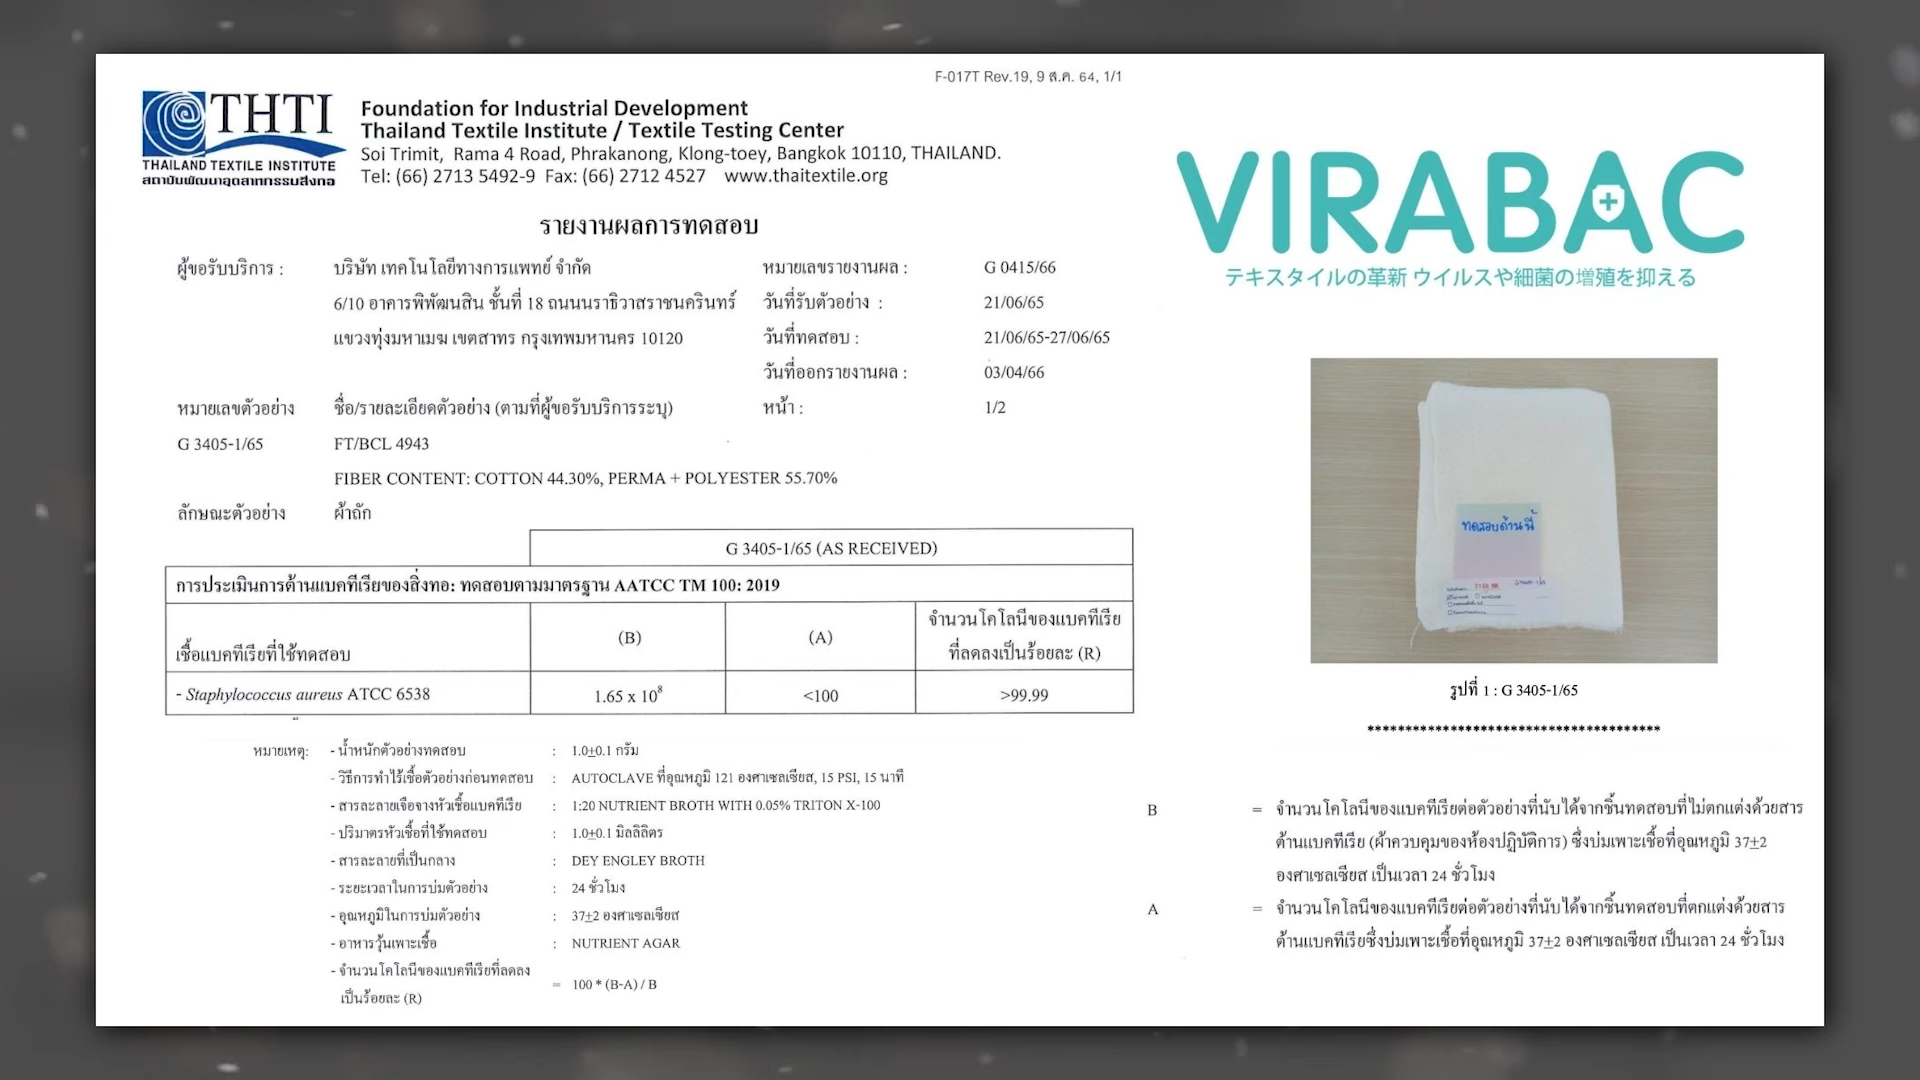 F-017T Rev.19, 9 ส.ค. 64, 1/1
THTI
THAILAND TEXTILE INSTITUTE
สถาบันพัฒนาอุตสาหกรรมสิ่งทอ
Foundation for Industrial Development
Thailand Textile Institute / Textile Testing Center
Soi Trimit, Rama 4 Road, Phrakanong, Klong-toey, Bangkok 10110, THAILAND.
Tel: (66) 2713 5492-9 Fax: (66) 2712 4527 www.thaitextile.org
รายงานผลการทดสอบ
ผู้ขอรับบริการ : บริษัท เทคโนโลยีทางการแพทย์ จำกัด หมายเลขรายงานผล : G 0415/66
6/10 อาคารพิพัฒนสิน ชั้นที่ 18 ถนนนราธิวาสราชนครินทร์ วันที่รับตัวอย่าง : 21/06/65
แขวงทุ่งมหาเมฆ เขตสาทร กรุงเทพมหานคร 10120 วันที่ทดสอบ : 21/06/65-27/06/65
วันที่ออกรายงานผล : 03/04/66
หมายเลขตัวอย่าง ชื่อ/รายละเอียดตัวอย่าง (ตามที่ผู้ขอรับบริการระบุ) หน้า : 1/2
G 3405-1/65 FT/BCL 4943
FIBER CONTENT: COTTON 44.30%, PERMA + POLYESTER 55.70%
ลักษณะตัวอย่าง ผ้าถัก
G 3405-1/65 (AS RECEIVED)
การประเมินการต้านแบคทีเรียของสิ่งทอ: ทดสอบตามมาตรฐาน AATCC TM 100: 2019
เชื้อแบคทีเรียที่ใช้ทดสอบ (B) (A) จำนวนโคโลนีของแบคทีเรีย
ที่ลดลงเป็นร้อยละ (R)
- Staphylococcus aureus ATCC 6538 1.65 x 10⁸ <100 >99.99
หมายเหตุ: - น้ำหนักตัวอย่างทดสอบ : 1.0±0.1 กรัม
- วิธีการทำไร้เชื้อตัวอย่างก่อนทดสอบ : AUTOCLAVE ที่อุณหภูมิ 121 องศาเซลเซียส, 15 PSI, 15 นาที
- สารละลายเจือจางหัวเชื้อแบคทีเรีย : 1:20 NUTRIENT BROTH WITH 0.05% TRITON X-100
- ปริมาตรหัวเชื้อที่ใช้ทดสอบ : 1.0±0.1 มิลลิลิตร
- สารละลายที่เป็นกลาง : DEY ENGLEY BROTH
- ระยะเวลาในการบ่มตัวอย่าง : 24 ชั่วโมง
- อุณหภูมิในการบ่มตัวอย่าง : 37±2 องศาเซลเซียส
- อาหารวุ้นเพาะเชื้อ : NUTRIENT AGAR
- จำนวนโคโลนีของแบคทีเรียที่ลดลง
เป็นร้อยละ (R) = 100 * (B-A) / B
VIRABAC
テキスタイルの革新 ウイルスや細菌の増殖を抑える
ทดสอบด้านนี้
รูปที่ 1 : G 3405-1/65
***************************************
B = จำนวนโคโลนีของแบคทีเรียต่อตัวอย่างที่นับได้จากชิ้นทดสอบที่ไม่ตกแต่งด้วยสาร
ต้านแบคทีเรีย (ผ้าควบคุมของห้องปฏิบัติการ) ซึ่งบ่มเพาะเชื้อที่อุณหภูมิ 37±2
องศาเซลเซียส เป็นเวลา 24 ชั่วโมง
A = จำนวนโคโลนีของแบคทีเรียต่อตัวอย่างที่นับได้จากชิ้นทดสอบที่ตกแต่งด้วยสาร
ต้านแบคทีเรียซึ่งบ่มเพาะเชื้อที่อุณหภูมิ 37±2 องศาเซลเซียส เป็นเวลา 24 ชั่วโมง